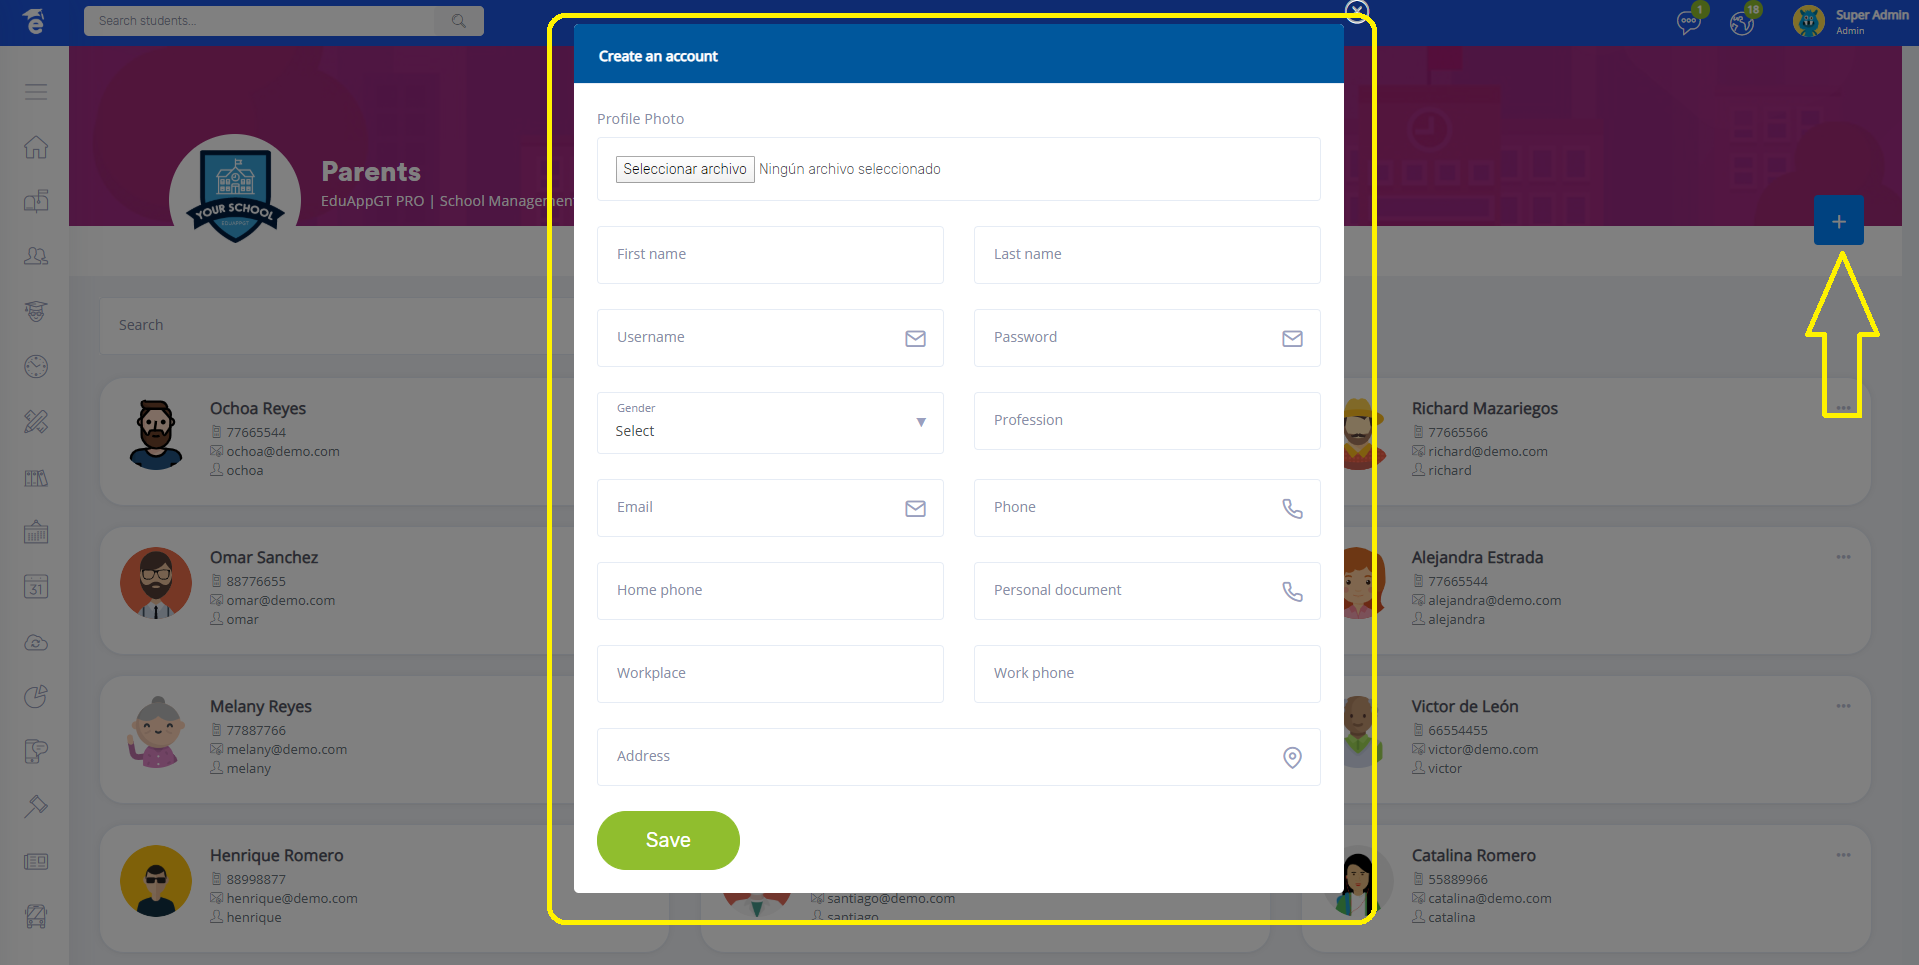 Search students...
1
18
Super Admin
Admin
Parents
EduAppGT PRO | School Management
YOUR SCHOOL
EDUAPPGT
Create an account
Profile Photo
Seleccionar archivo Ningún archivo seleccionado
First name
Last name
Username
Password
Gender
Select
Profession
Email
Phone
Home phone
Personal document
Workplace
Work phone
Address
Save
+
Search
31
Ochoa Reyes
77665544
ochoa@demo.com
ochoa
Richard Mazariegos
77665566
richard@demo.com
richard
Omar Sanchez
88776655
omar@demo.com
omar
Alejandra Estrada
77665544
alejandra@demo.com
alejandra
Melany Reyes
77887766
melany@demo.com
melany
Victor de León
66554455
victor@demo.com
victor
Henrique Romero
88998877
henrique@demo.com
henrique
santiago@demo.com
santiago
Catalina Romero
55889966
catalina@demo.com
catalina